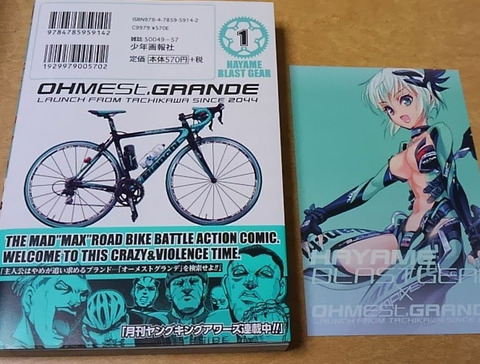 ISBN978-4-7859-5914-2
C9979 ¥570E
9784785959142
雑誌 50049-57
少年画報社
定価 本体570円 +税
1929979005702
1
HAYAME
BLAST GEAR
OHMESt.GRANDE
LAUNCH FROM TACHIKAWA SINCE 2044
THE MAD"MAX"ROAD BIKE BATTLE ACTION COMIC.
WELCOME TO THIS CRAZY&VIOLENCE TIME.
「主人公はやめが追い求めるブランド―「オーメストグランデ」を検索せよ!!」
「月刊ヤングキングアワーズ連載中!!」
HAYAME
BLASTGEAR
OHMESt.GRANDE
LAUNCH FROM TACHIKAWA SINCE 2044